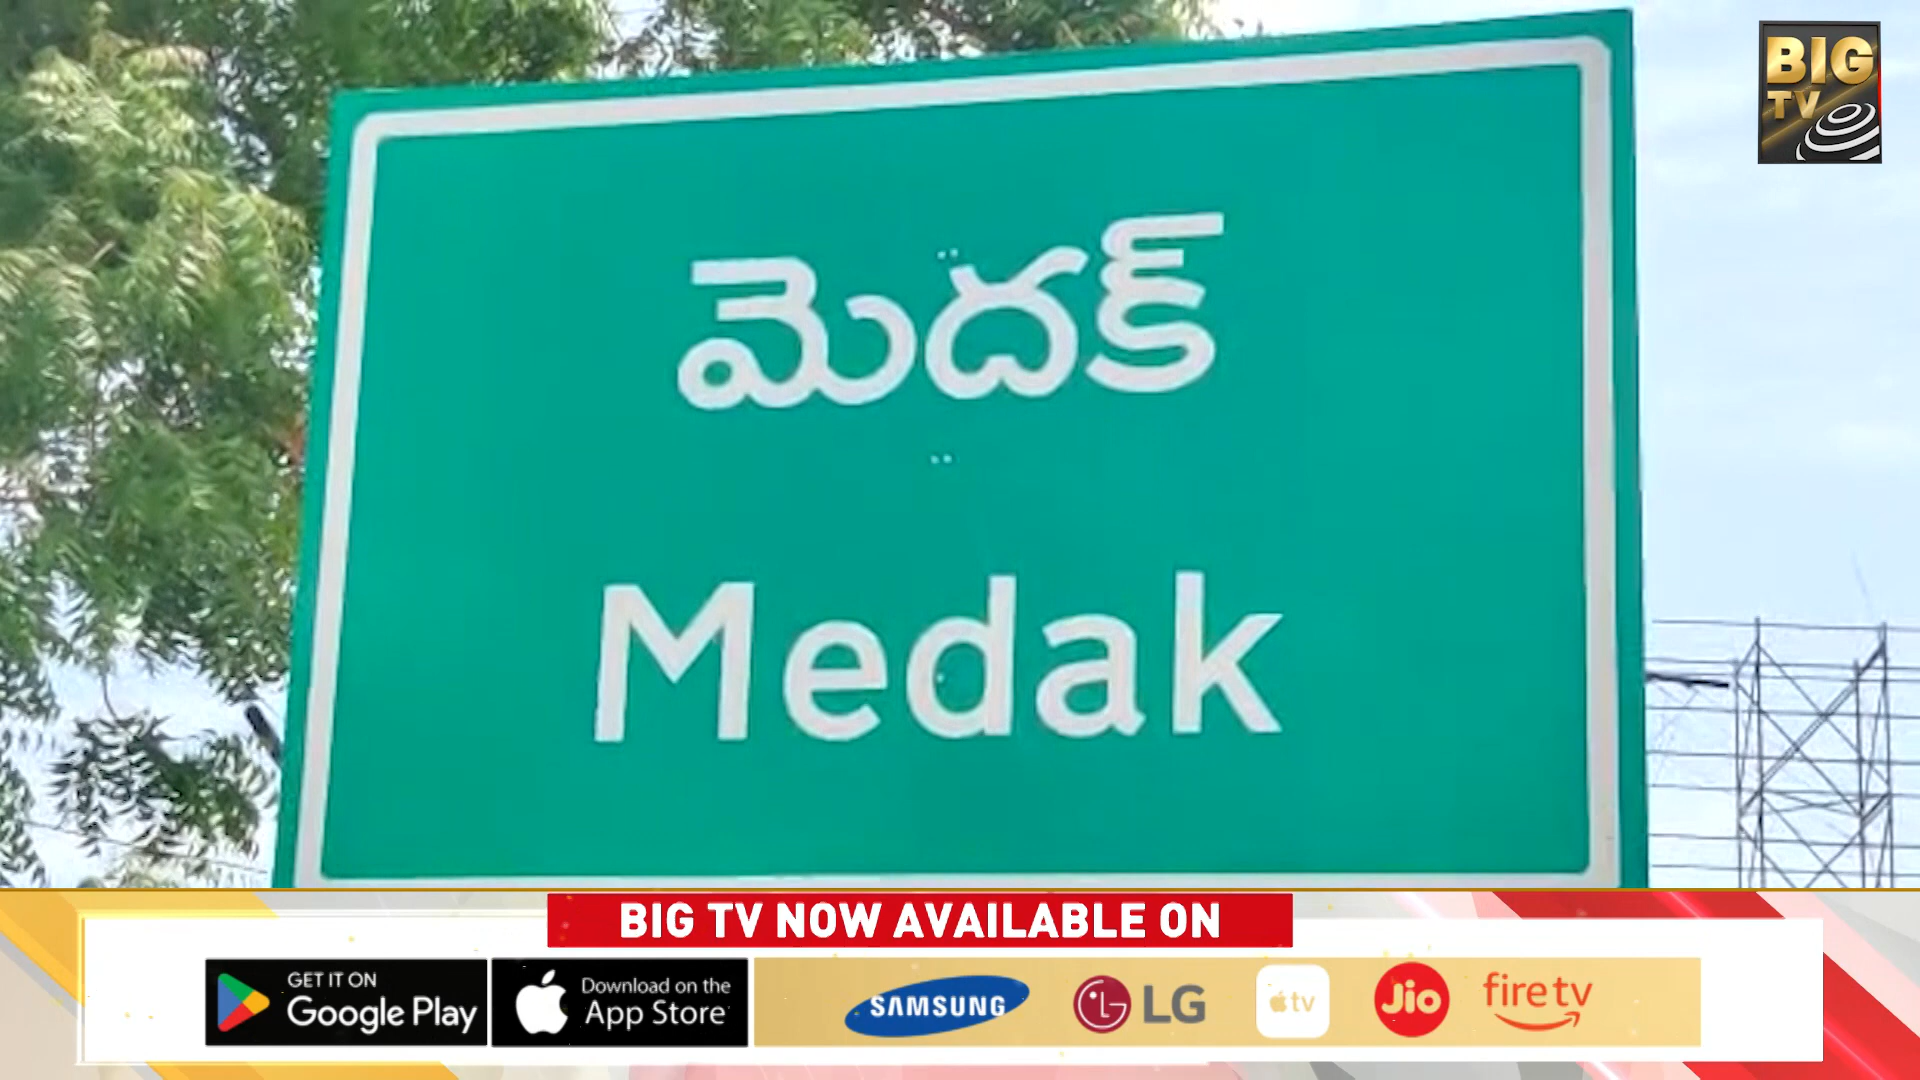 BIG
TV
మెదక్
Medak
BIG TV NOW AVAILABLE ON
GET IT ON
Google Play
Download on the
App Store
SAMSUNG
LG
tv
Jio
fire tv